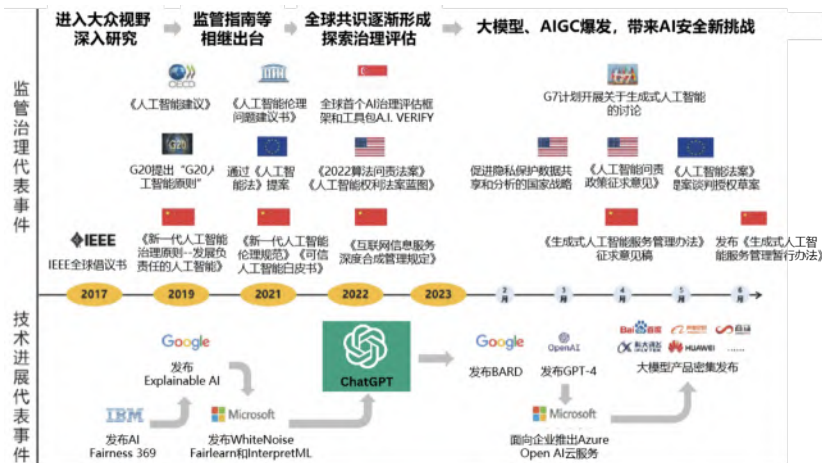 进入大众视野
深入研究
监管指南等
相继出台
全球共识逐渐形成
探索治理评估
大模型、AIGC爆发，带来AI安全新挑战
监管治理代表事件
OECD
《人工智能建议》
《人工智能伦理
问题建议书》
全球首个AI治理评估框
架和工具包A.I. VERIFY
G7计划开展关于生成式人工智能
的讨论
G20
G20提出“G20人
工智能原则”
通过《人工智
能法》提案
《2022算法问责法案》
《人工智能权利法案蓝图》
促进隐私保护数据共
享和分析的国家战略
《人工智能问责
政策征求意见》
《人工智能法案》
提案谈判授权草案
IEEE
IEEE全球倡议书
《新一代人工智能
治理原则--发展负
责任的人工智能》
《新一代人工智能
伦理规范》《可信
人工智能白皮书》
《互联网信息服务
深度合成管理规定》
《生成式人工智能服务管理办法》
征求意见稿
发布《生成式人工智
能服务管理暂行办法》
2017
2019
2021
2022
2023
2月
3月
4月
5月
6月
技术进展代表事件
IBM
发布AI
Fairness 369
Google
发布
Explainable AI
Microsoft
发布WhiteNoise
Fairlearn和InterpretML
ChatGPT
Google
发布BARD
OpenAI
发布GPT-4
Microsoft
面向企业推出Azure
Open AI云服务
Bai 百度
科大讯飞
HUAWEI
……
大模型产品密集发布